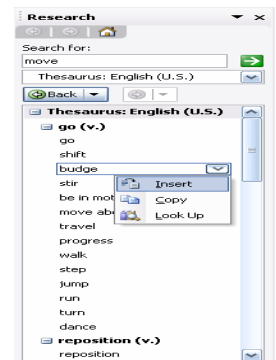 Research
Search for:
move
Thesaurus: English (U.S.)
Back
Thesaurus: English (U.S.)
go (v.)
go
shift
budge
stir
Insert
be in mot
Copy
move abo
Look Up
travel
progress
walk
step
jump
run
turn
dance
reposition (v.)
reposition